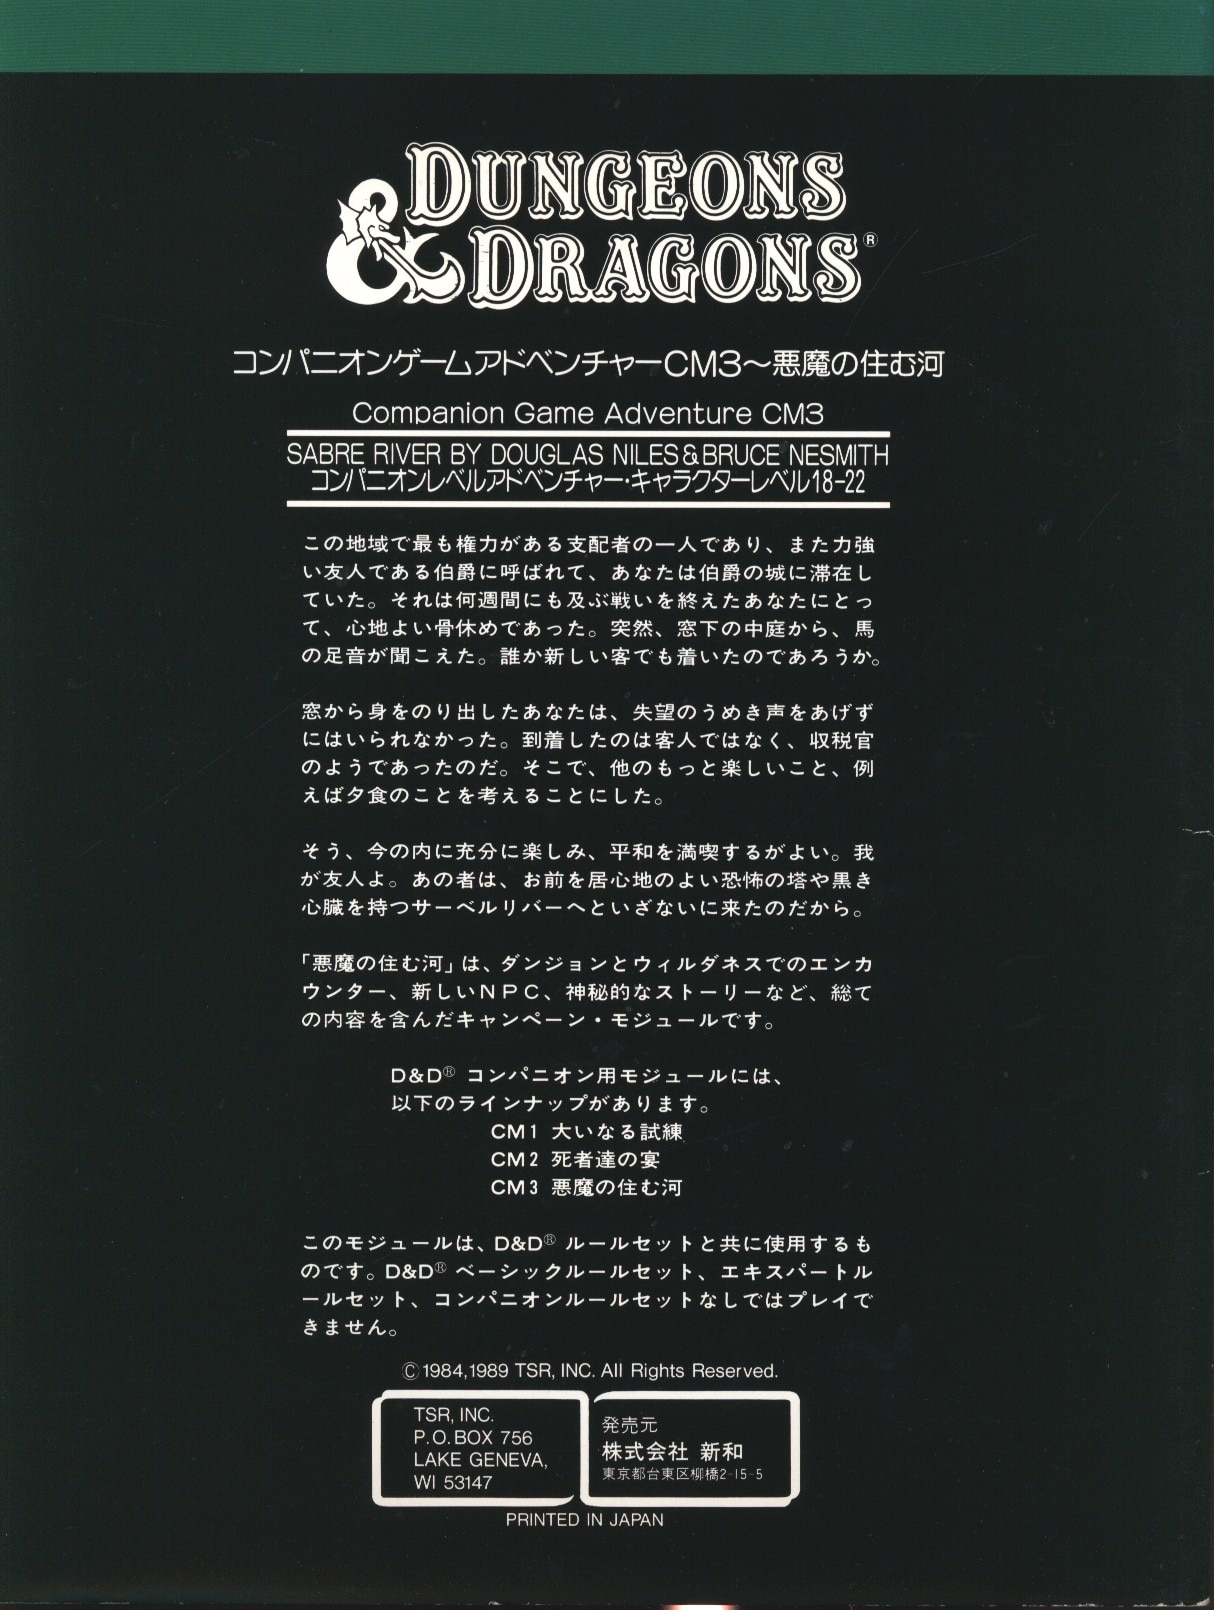 DUNGEONS
& DRAGONS®
コンパニオンゲームアドベンチャーCM3〜悪魔の住む河
Companion Game Adventure CM3
SABRE RIVER BY DOUGLAS NILES&BRUCE NESMITH
コンパニオンレベルアドベンチャー・キャラクターレベル18-22
この地域で最も権力がある支配者の一人であり、また力強
い友人である伯爵に呼ばれて、あなたは伯爵の城に滞在し
ていた。それは何週間にも及ぶ戦いを終えたあなたにとっ
て、心地よい骨休めであった。突然、窓下の中庭から、馬
の足音が聞こえた。誰か新しい客でも着いたのであろうか。
窓から身をのり出したあなたは、失望のうめき声をあげず
にはいられなかった。到着したのは客人ではなく、収税官
のようであったのだ。そこで、他のもっと楽しいこと、例
えば夕食のことを考えることにした。
そう、今の内に充分に楽しみ、平和を満喫するがよい。我
が友人よ。あの者は、お前を居心地のよい恐怖の塔や黒き
心臓を持つサーベルリバーへといざないに来たのだから。
「悪魔の住む河」は、ダンジョンとウィルダネスでのエンカ
ウンター、新しいNPC、神秘的なストーリーなど、総て
の内容を含んだキャンペーン・モジュールです。
D&D® コンパニオン用モジュールには、
以下のラインナップがあります。
CM1 大いなる試練
CM2 死者達の宴
CM3 悪魔の住む河
このモジュールは、D&D® ルールセットと共に使用するも
のです。D&D® ベーシックルールセット、エキスパートル
ールセット、コンパニオンルールセットなしではプレイで
きません。
©1984,1989 TSR, INC. All Rights Reserved.
TSR, INC.
P.O.BOX 756
LAKE GENEVA,
WI 53147
発売元
株式会社 新和
東京都台東区柳橋2-15-5
PRINTED IN JAPAN